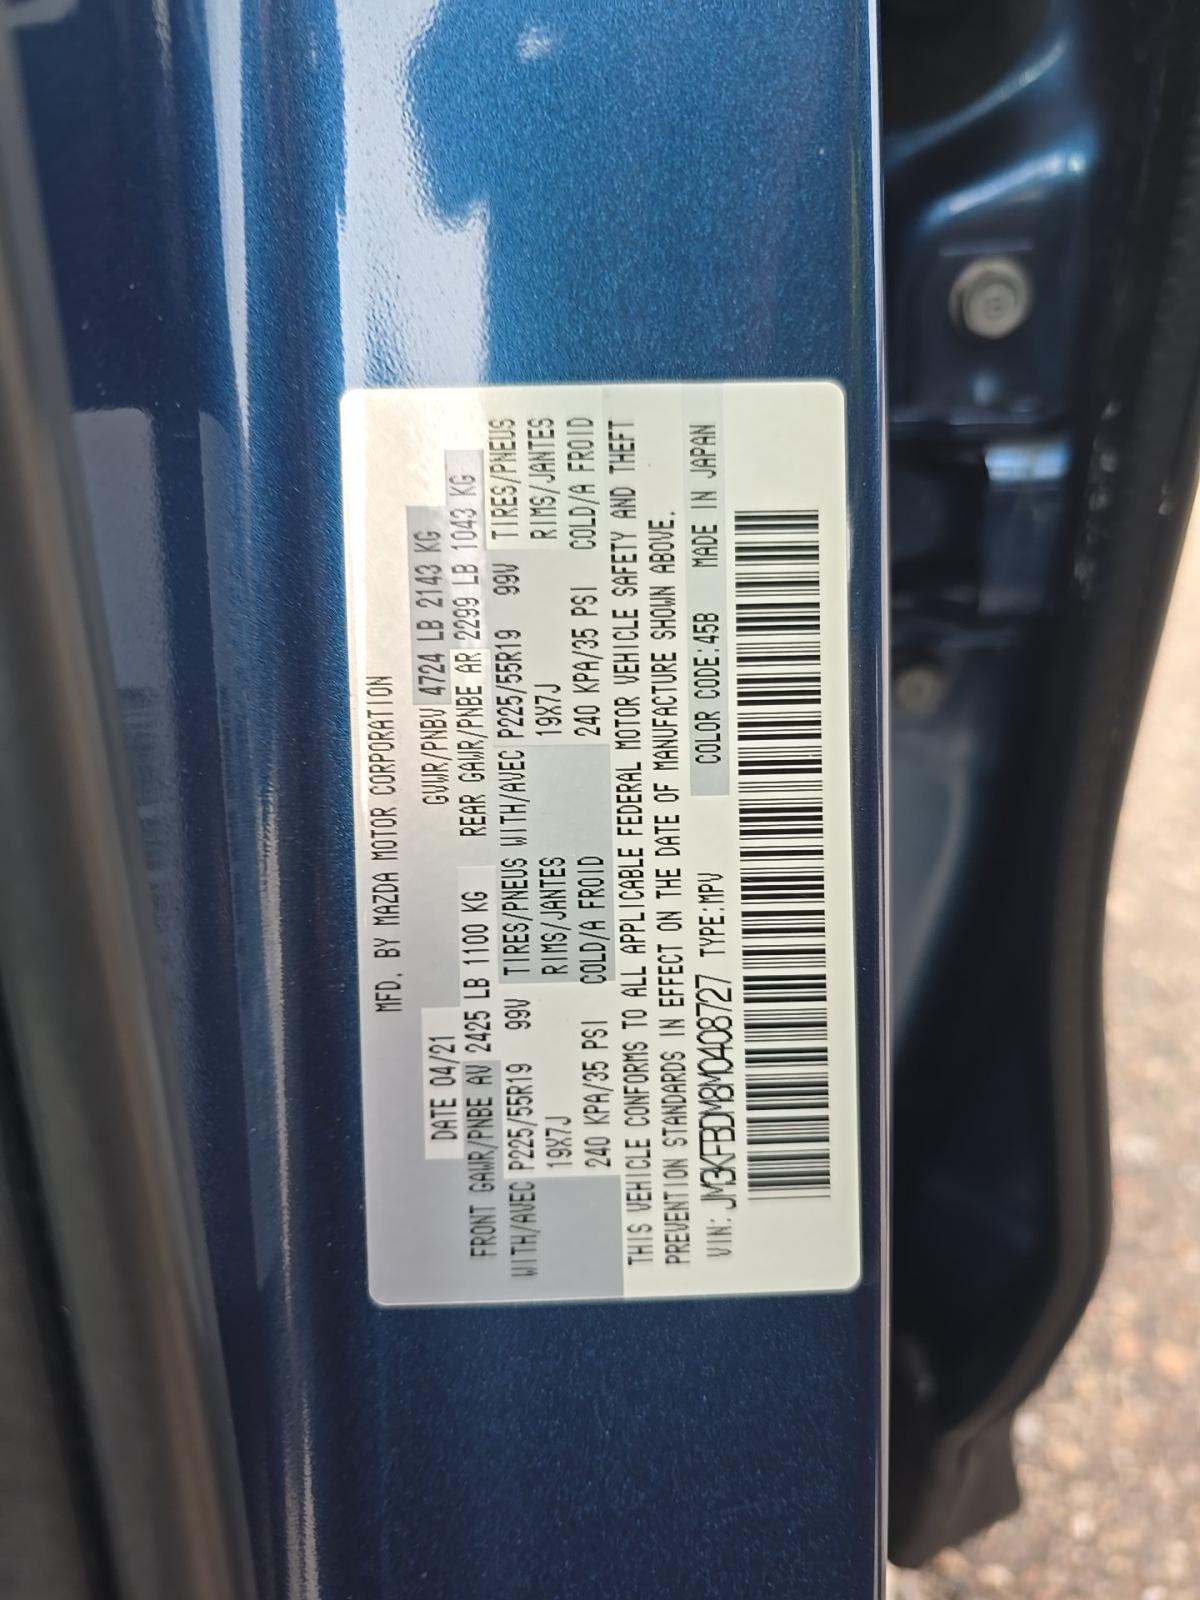 MFD. BY MAZDA MOTOR CORPORATION
DATE 04/21 GVWR/PNBV 4724 LB 2143 KG
FRONT GAWR/PNBE AV 2425 LB 1100 KG REAR GAWR/PNBE AR 2299 LB 1043 KG
WITH/AVEC P225/55R19 99V TIRES/PNEUS WITH/AVEC P225/55R19 99V TIRES/PNEUS
19X7J RIMS/JANTES 19X7J RIMS/JANTES
240 KPA/35 PSI COLD/A FROID 240 KPA/35 PSI COLD/A FROID
THIS VEHICLE CONFORMS TO ALL APPLICABLE FEDERAL MOTOR VEHICLE SAFETY AND THEFT
PREVENTION STANDARDS IN EFFECT ON THE DATE OF MANUFACTURE SHOWN ABOVE.
VIN: JM3KFBDM8M0408727 TYPE:MPV COLOR CODE:45B MADE IN JAPAN